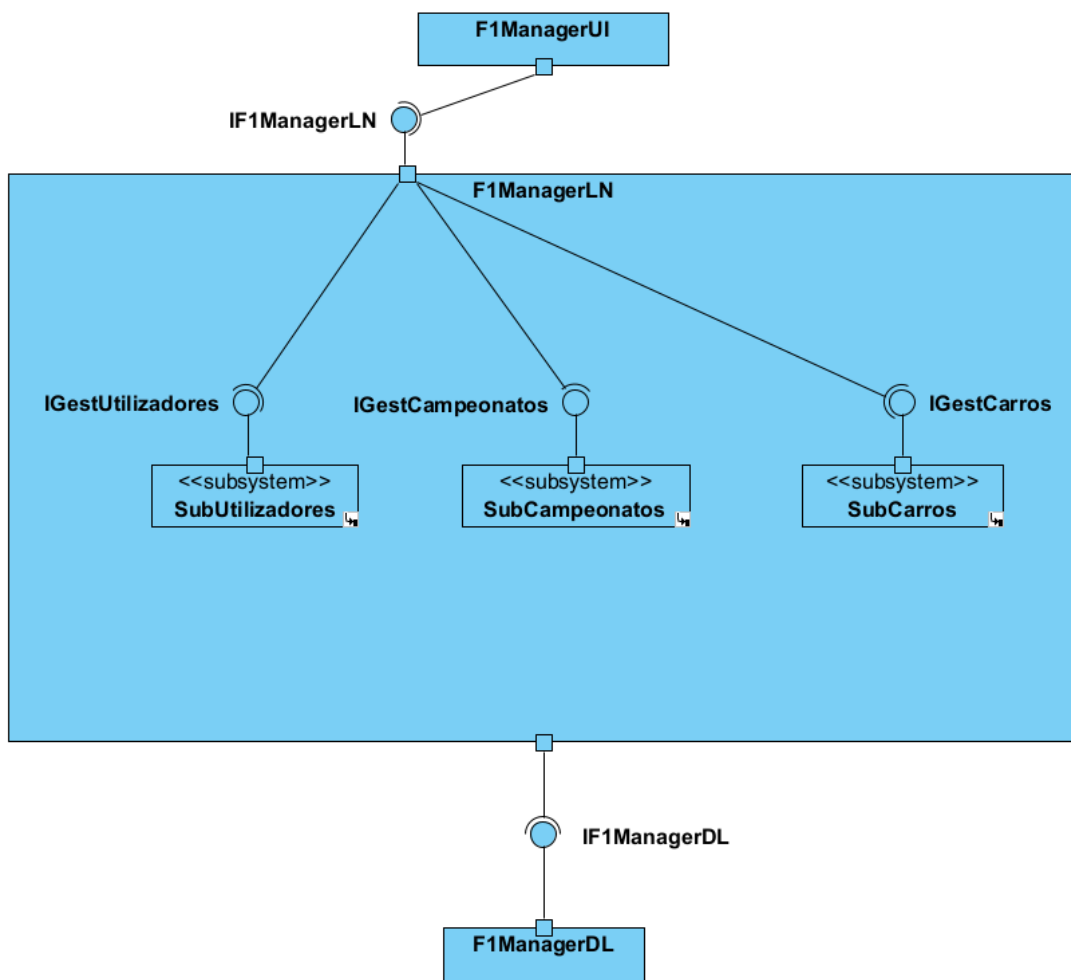 F1ManagerUI
IF1ManagerLN
F1ManagerLN
IGestUtilizadores
IGestCampeonatos
IGestCarros
<<subsystem>>
SubUtilizadores
<<subsystem>>
SubCampeonatos
<<subsystem>>
SubCarros
IF1ManagerDL
F1ManagerDL